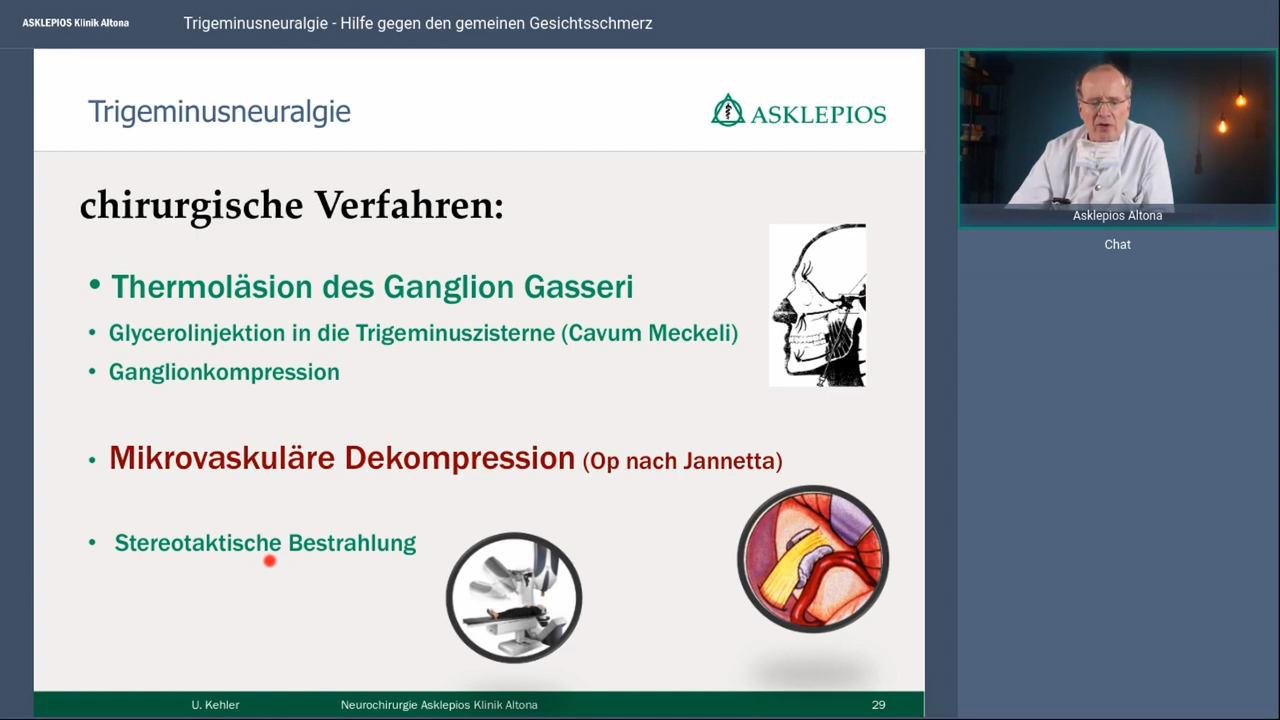 ASKLEPIOS Klinik Altona
Trigeminusneuralgie - Hilfe gegen den gemeinen Gesichtsschmerz
Trigeminusneuralgie
ASKLEPIOS
chirurgische Verfahren:
• Thermoläsion des Ganglion Gasseri
• Glycerolinjektion in die Trigeminuszisterne (Cavum Meckeli)
• Ganglionkompression
• Mikrovaskuläre Dekompression (Op nach Jannetta)
• Stereotaktische Bestrahlung
U. Kehler Neurochirurgie Asklepios Klinik Altona 29
Asklepios Altona
Chat